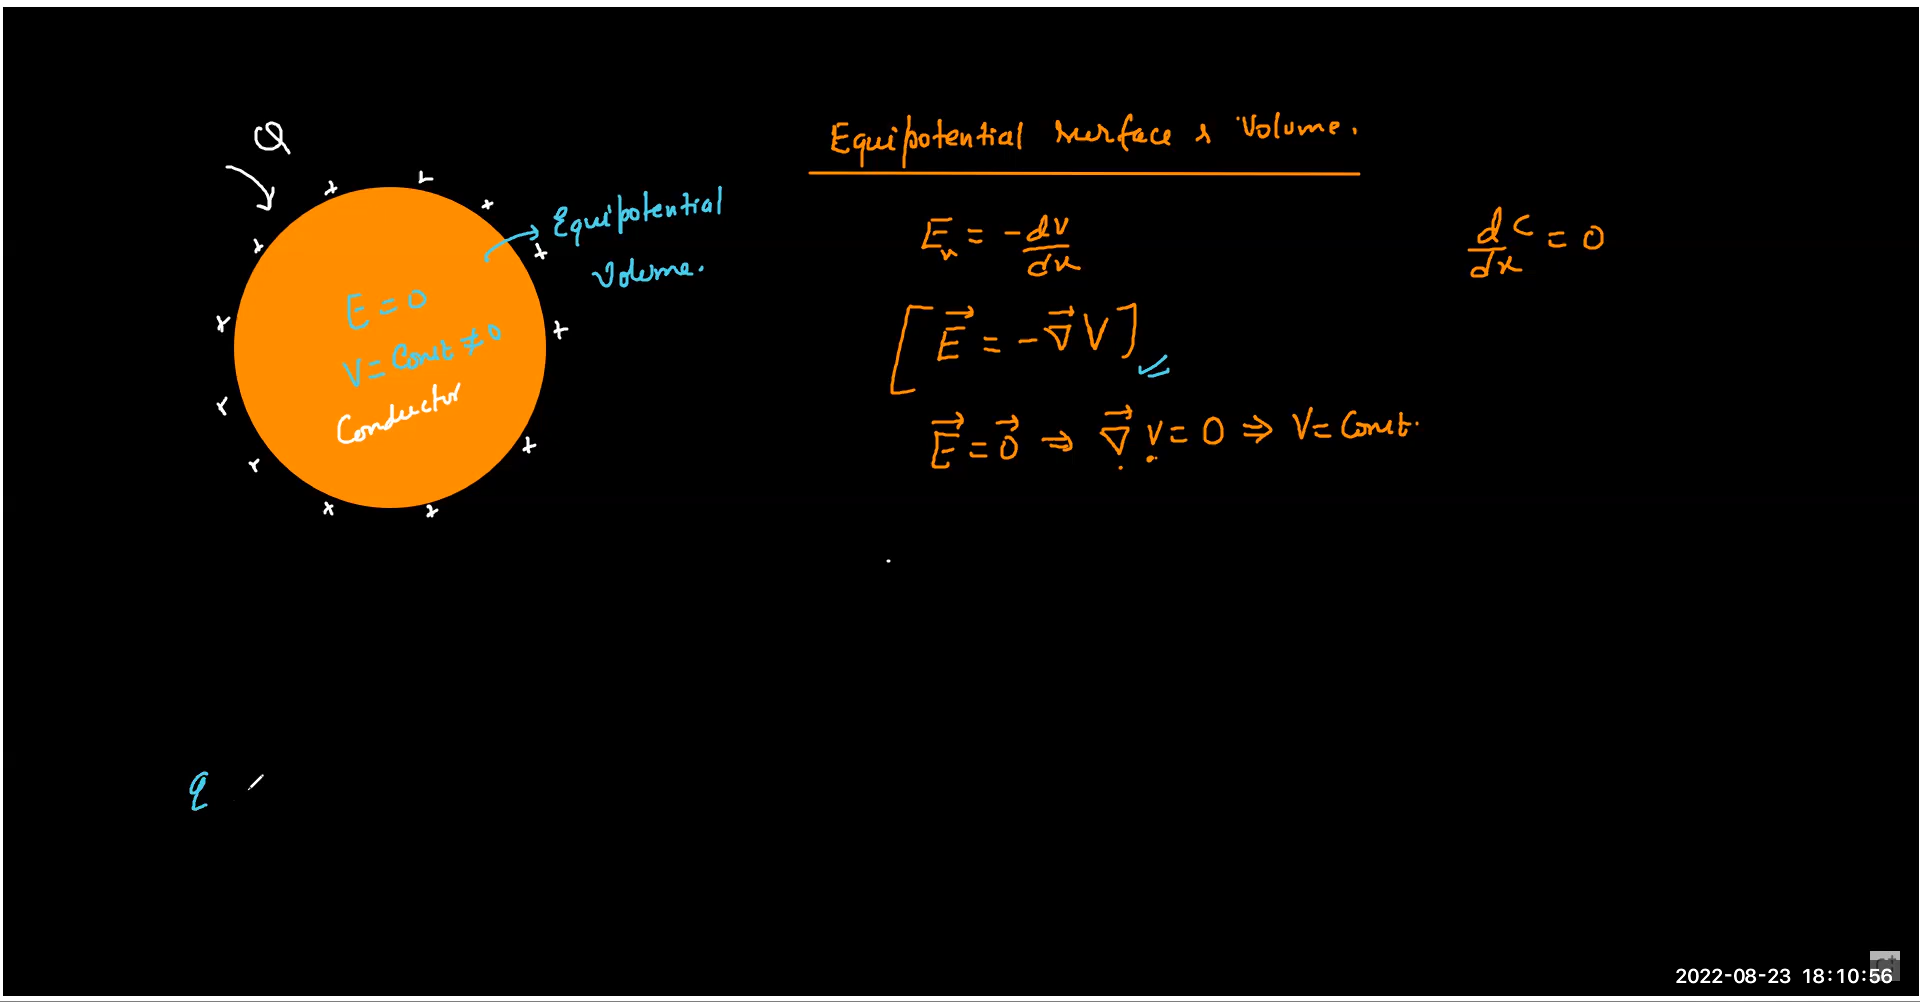 Q
Equipotential
Volume.
E = 0
V = Const ≠ 0
Conductor
Equipotential surface & Volume.
Eₓ = -dV/dx
d/dx C = 0
[E⃗ = -∇⃗ V]
E⃗ = 0⃗ ⇒ ∇⃗ V = 0 ⇒ V = Const.
q
2022-08-23 18:10:56